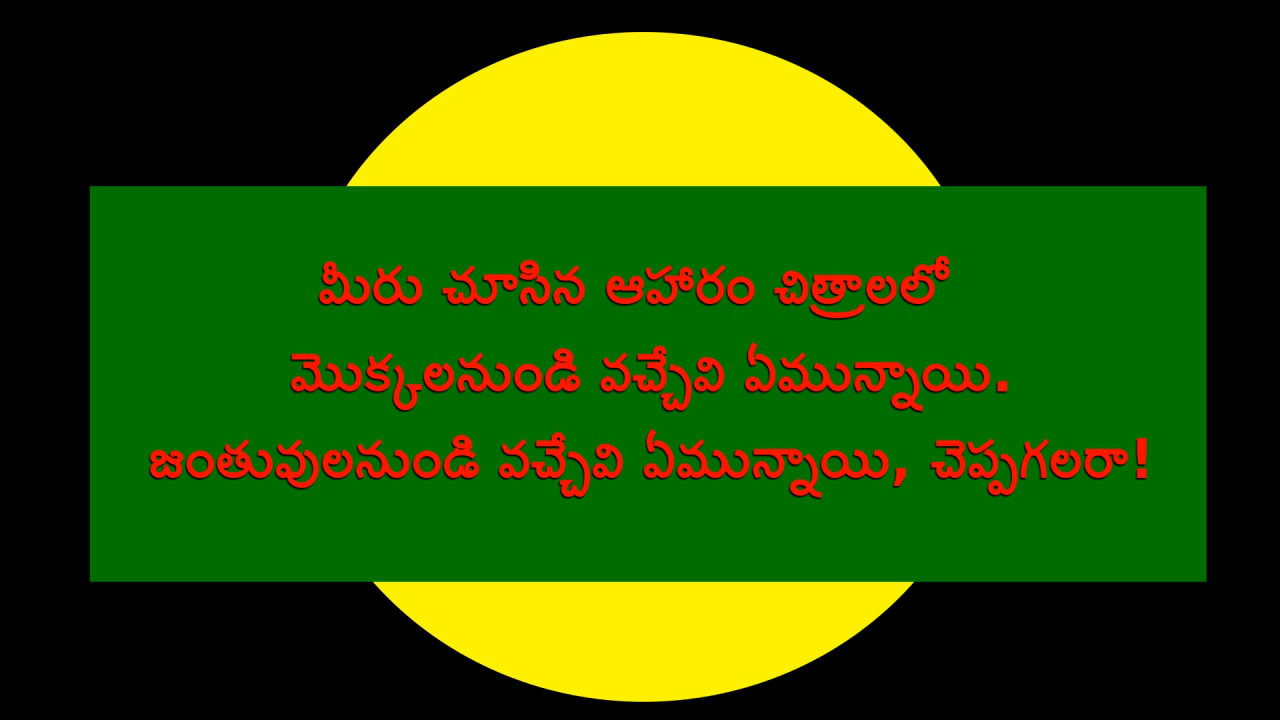 మీరు చూసిన ఆహారం చిత్రాలలో
మొక్కలనుండి వచ్చేవి ఏమున్నాయి.
జంతువులనుండి వచ్చేవి ఏమున్నాయి, చెప్పగలరా!